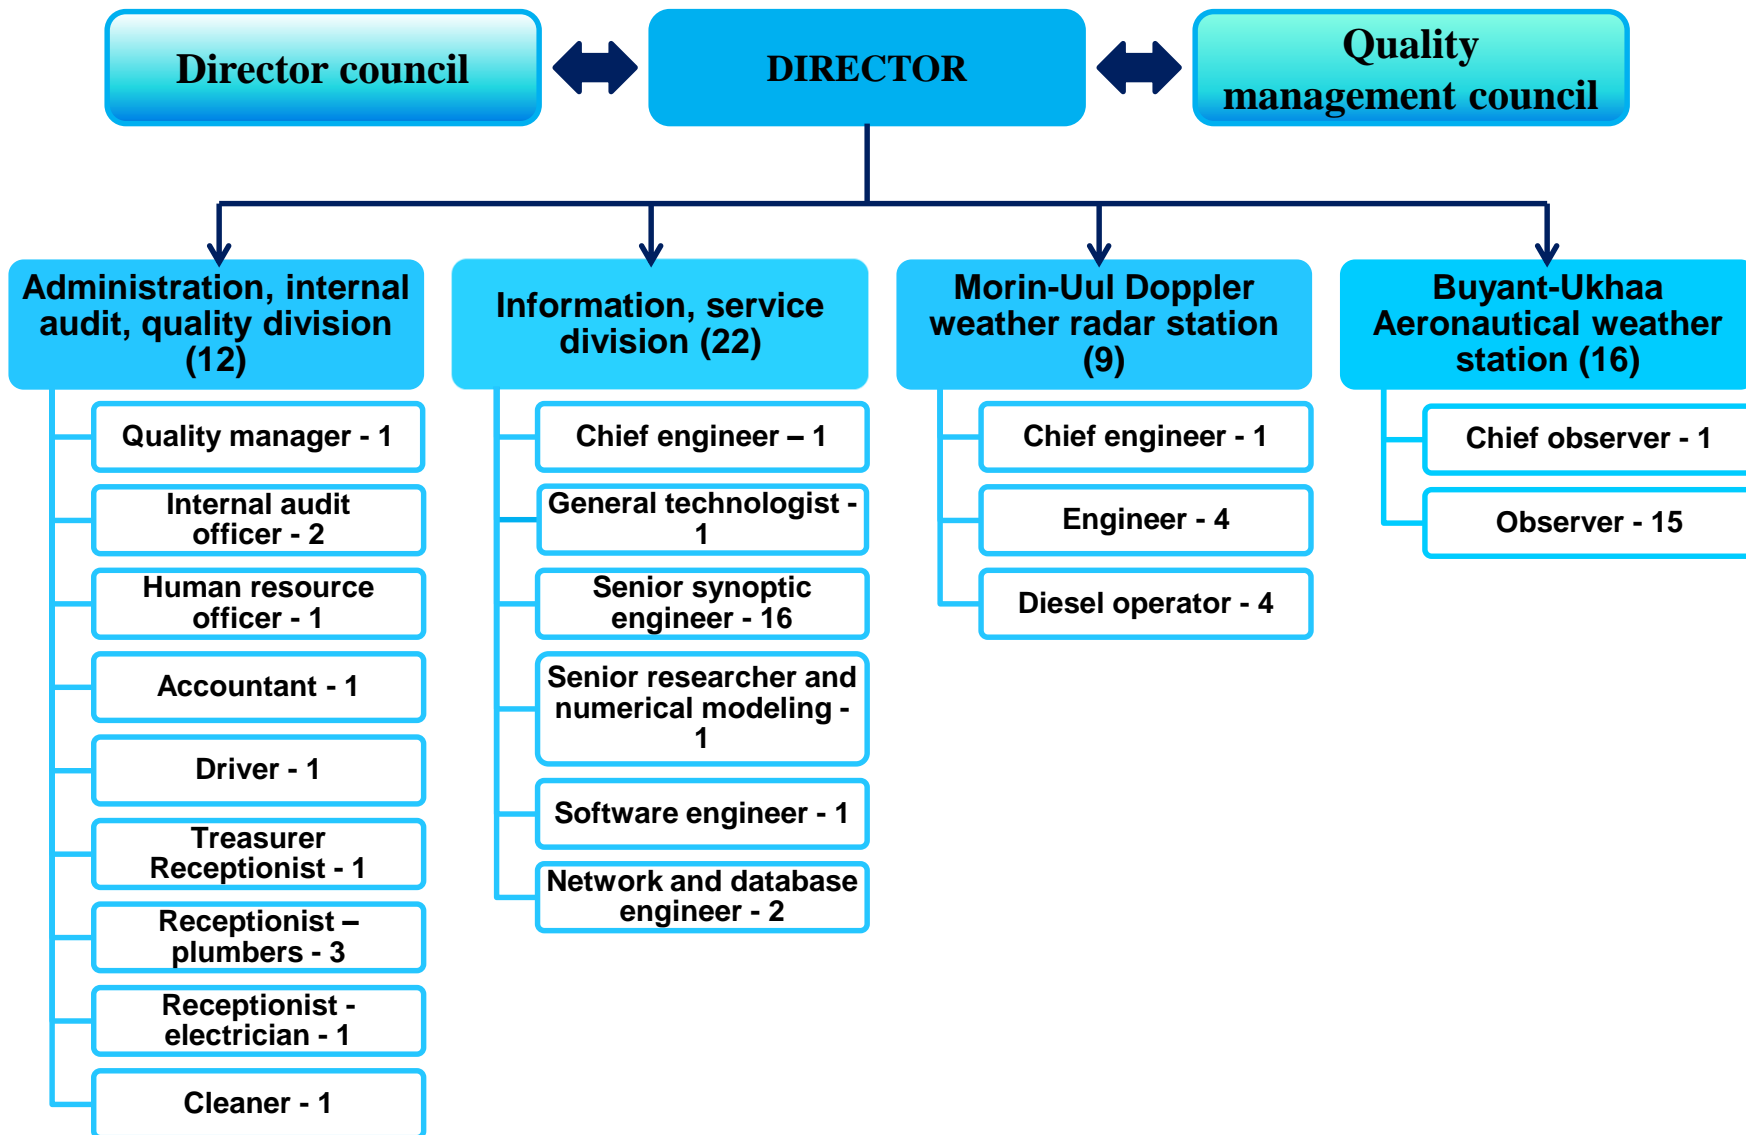 Director council
DIRECTOR
Quality
management council
Administration, internal
audit, quality division
(12)
Quality manager - 1
Internal audit
officer - 2
Human resource
officer - 1
Accountant - 1
Driver - 1
Treasurer
Receptionist - 1
Receptionist –
plumbers - 3
Receptionist -
electrician - 1
Cleaner - 1
Information, service
division (22)
Chief engineer – 1
General technologist -
1
Senior synoptic
engineer - 16
Senior researcher and
numerical modeling -
1
Software engineer - 1
Network and database
engineer - 2
Morin-Uul Doppler
weather radar station
(9)
Chief engineer - 1
Engineer - 4
Diesel operator - 4
Buyant-Ukhaa
Aeronautical weather
station (16)
Chief observer - 1
Observer - 15